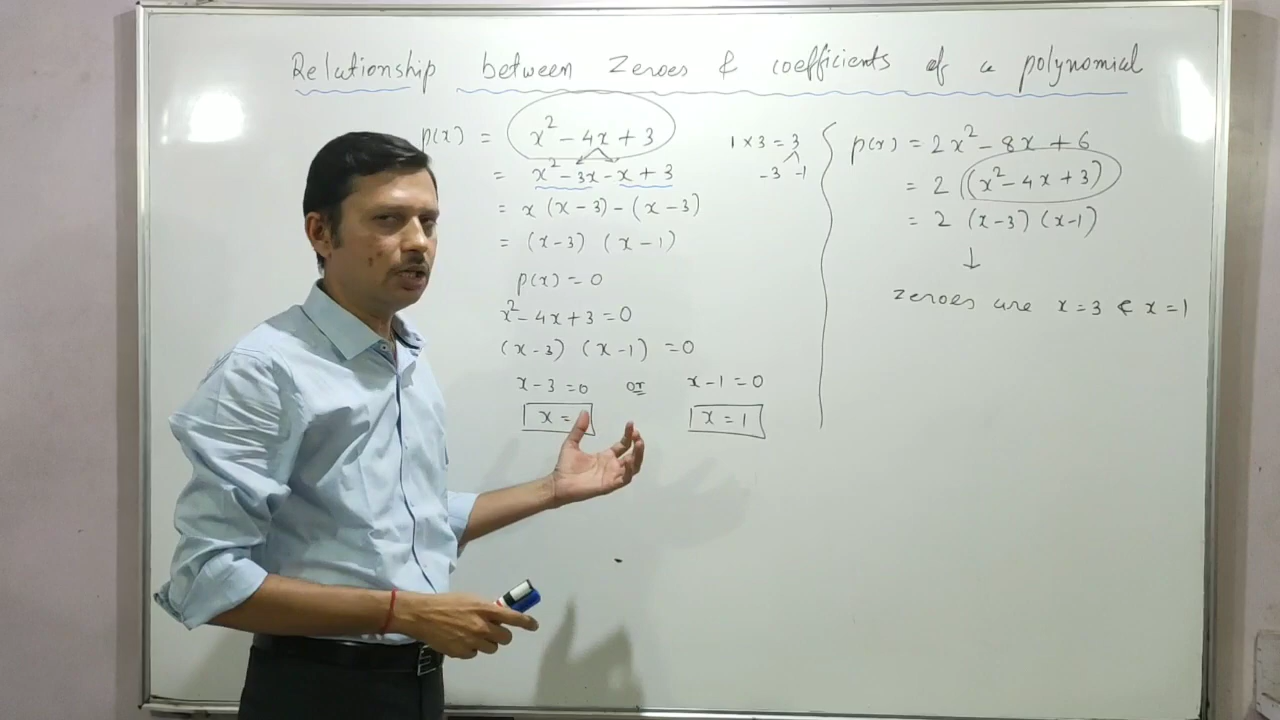 Relationship between zeroes & coefficients of a polynomial
p(x) = x² - 4x + 3
= x² - 3x - x + 3
= x (x - 3) - (x - 3)
= (x - 3) (x - 1)
p(x) = 0
x² - 4x + 3 = 0
(x - 3) (x - 1) = 0
x - 3 = 0 or x - 1 = 0
x = x = 1
1 × 3 = 3
-3 -1
p(x) = 2x² - 8x + 6
= 2 (x² - 4x + 3)
= 2 (x - 3) (x - 1)
↓
zeroes are x = 3 & x = 1